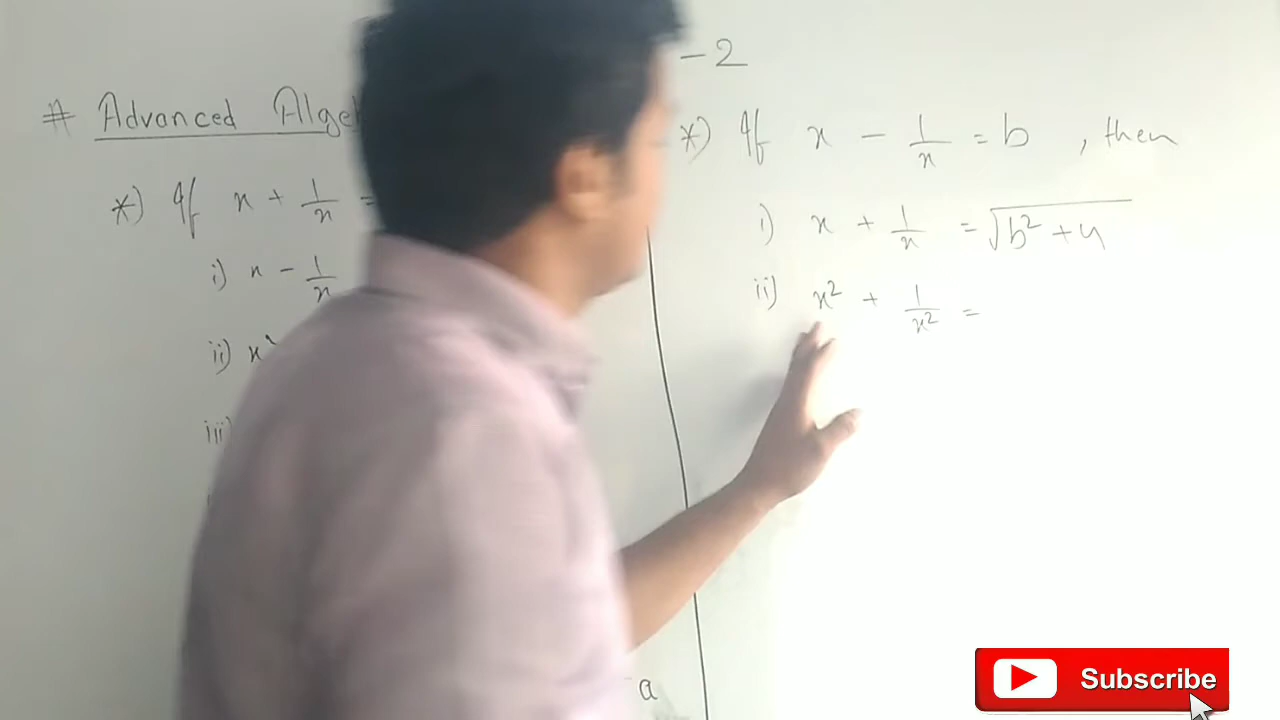 # Advanced Alge
*) If x + 1/x =
i) x - 1/x
ii) x
iii)
a
- 2
*) If x - 1/x = b , then
i) x + 1/x = √(b² + 4)
ii) x² + 1/x² =
Subscribe